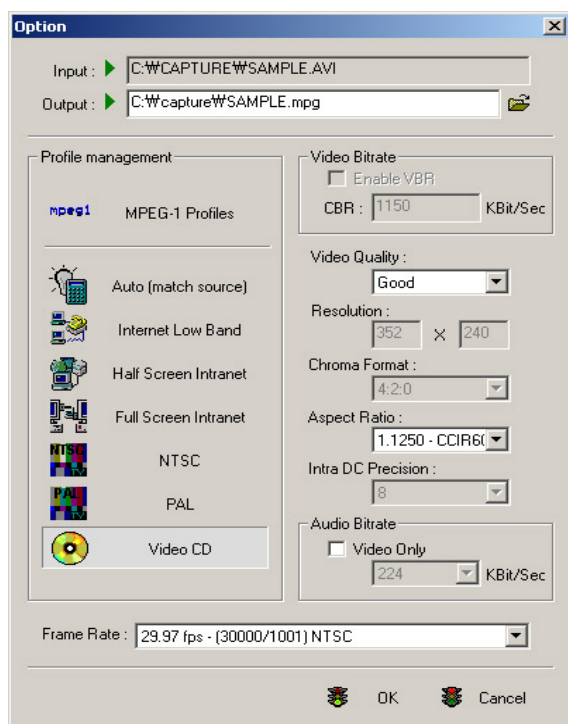 Option
Input : C:₩CAPTURE₩SAMPLE.AVI
Output : C:₩capture₩SAMPLE.mpg
Profile management
mpeg1 MPEG-1 Profiles
Auto (match source)
Internet Low Band
Half Screen Intranet
Full Screen Intranet
NTSC NTSC
PAL PAL
Video CD
Video Bitrate
Enable VBR
CBR : 1150 KBit/Sec
Video Quality :
Good
Resolution :
352 X 240
Chroma Format :
4:2:0
Aspect Ratio :
1.1250 - CCIR60
Intra DC Precision :
8
Audio Bitrate
Video Only
224 KBit/Sec
Frame Rate : 29.97 fps - (30000/1001) NTSC
OK Cancel